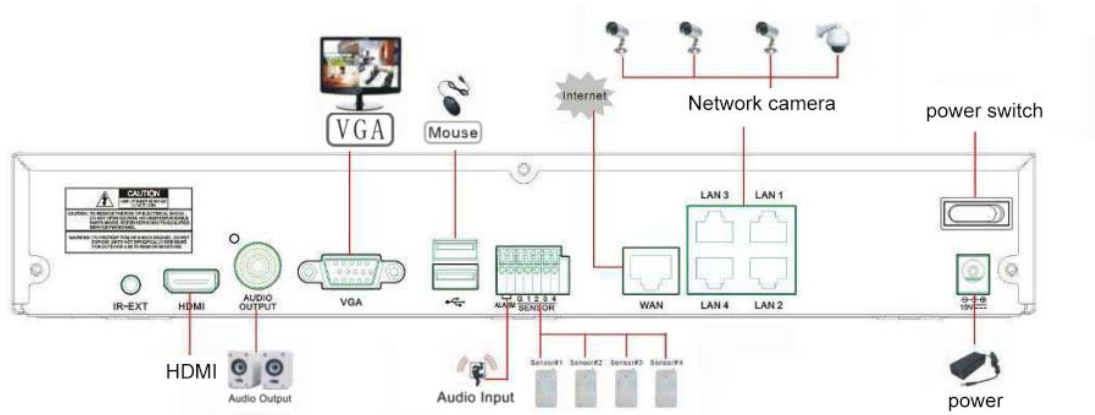 Internet
Network camera
power switch
VGA
Mouse
LAN 3
LAN 1
CAUTION
IR-EXT
HDMI
AUDIO
OUTPUT
VGA
ALARM G 1 2 3 4
SENSOR
WAN
LAN 4
LAN 2
19V
HDMI
Audio Output
Audio Input
Sensor#1
Sensor#2
Sensor#3
Sensor#4
power